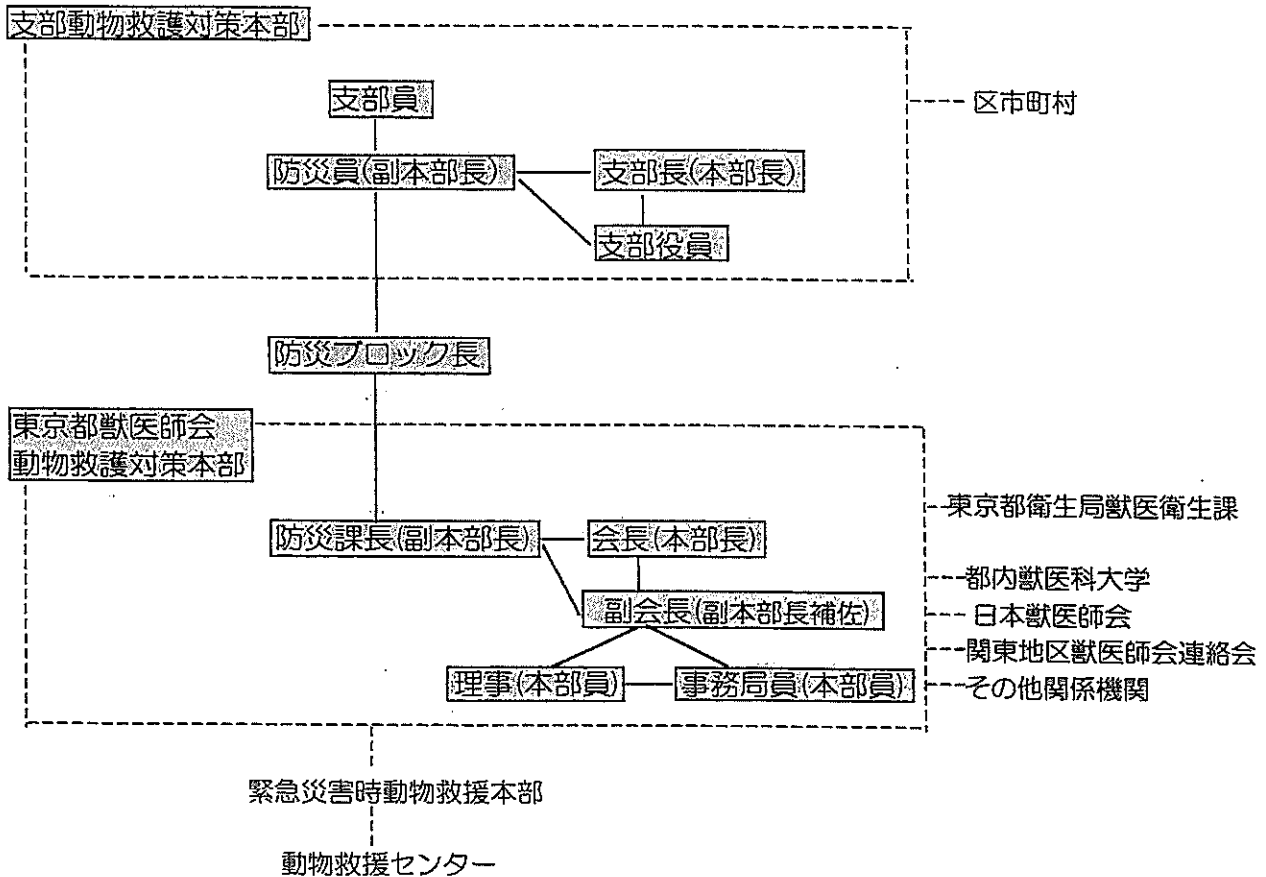 支部動物救護対策本部
支部員
区市町村
防災員(副本部長)
支部長(本部長)
支部役員
防災ブロック長
東京都獣医師会
動物救護対策本部
東京都衛生局獣医衛生課
防災課長(副本部長)
会長(本部長)
都内獣医科大学
副会長(副本部長補佐)
日本獣医師会
関東地区獣医師会連絡会
理事(本部員)
事務局員(本部員)
その他関係機関
緊急災害時動物救援本部
動物救援センター